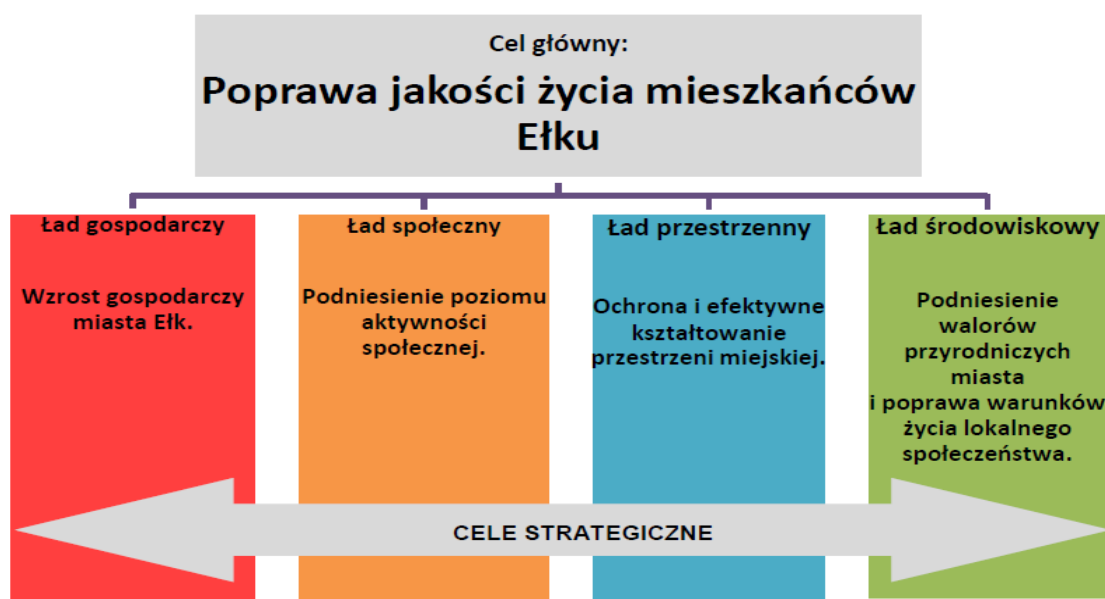 Cel główny:
Poprawa jakości życia mieszkańców
Ełku
Ład gospodarczy
Wzrost gospodarczy
miasta Ełk.
Ład społeczny
Podniesienie poziomu
aktywności
społecznej.
Ład przestrzenny
Ochrona i efektywne
kształtowanie
przestrzeni miejskiej.
Ład środowiskowy
Podniesienie
walorów
przyrodniczych
miasta
i poprawa warunków
życia lokalnego
społeczeństwa.
CELE STRATEGICZNE